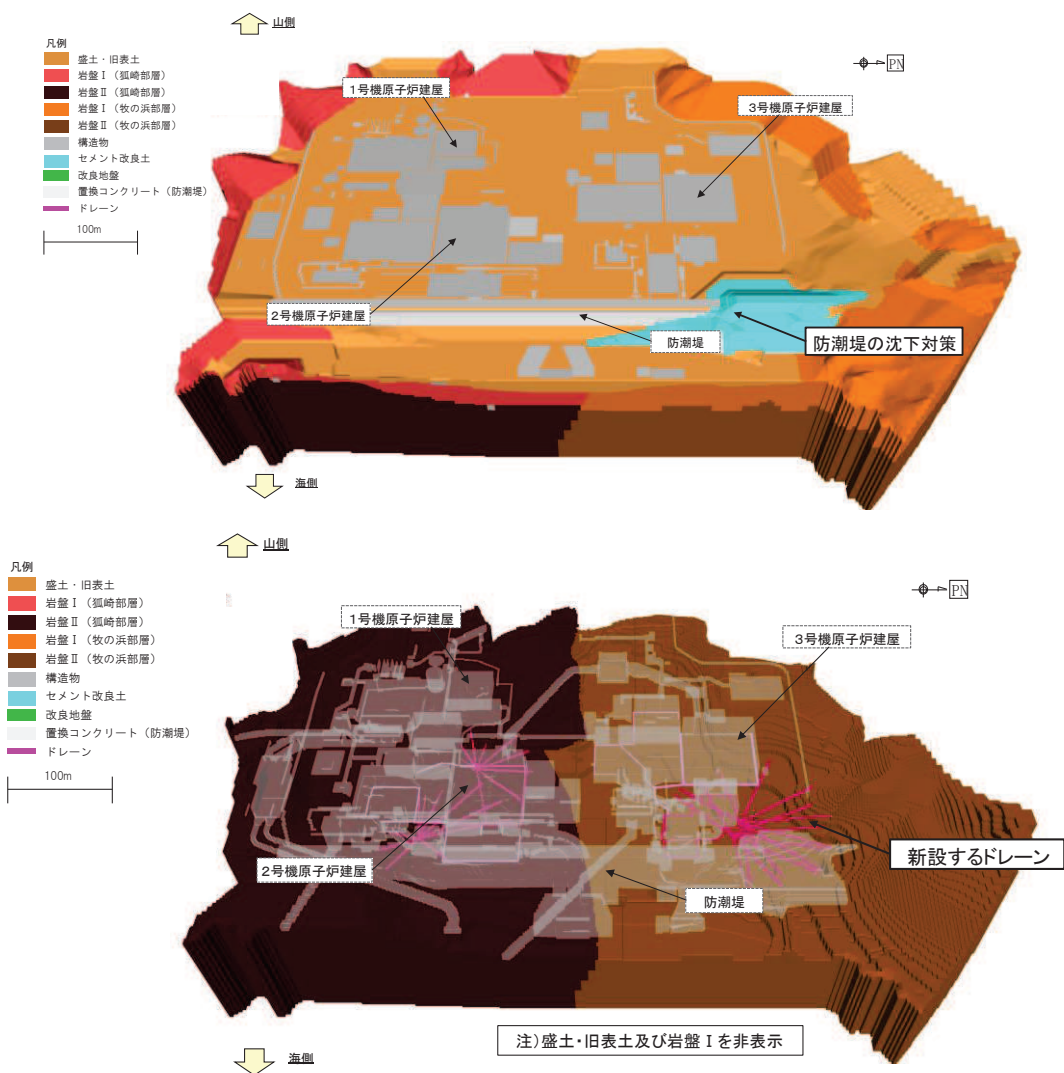 山側
PN
凡例
盛土・旧表土
岩盤Ⅰ（狐崎部層）
岩盤Ⅱ（狐崎部層）
岩盤Ⅰ（牧の浜部層）
岩盤Ⅱ（牧の浜部層）
構造物
セメント改良土
改良地盤
置換コンクリート（防潮堤）
ドレーン
100m
1号機原子炉建屋
3号機原子炉建屋
2号機原子炉建屋
防潮堤
防潮堤の沈下対策
海側
山側
PN
凡例
盛土・旧表土
岩盤Ⅰ（狐崎部層）
岩盤Ⅱ（狐崎部層）
岩盤Ⅰ（牧の浜部層）
岩盤Ⅱ（牧の浜部層）
構造物
セメント改良土
改良地盤
置換コンクリート（防潮堤）
ドレーン
100m
1号機原子炉建屋
3号機原子炉建屋
2号機原子炉建屋
新設するドレーン
防潮堤
注）盛土・旧表土及び岩盤Ⅰを非表示
海側